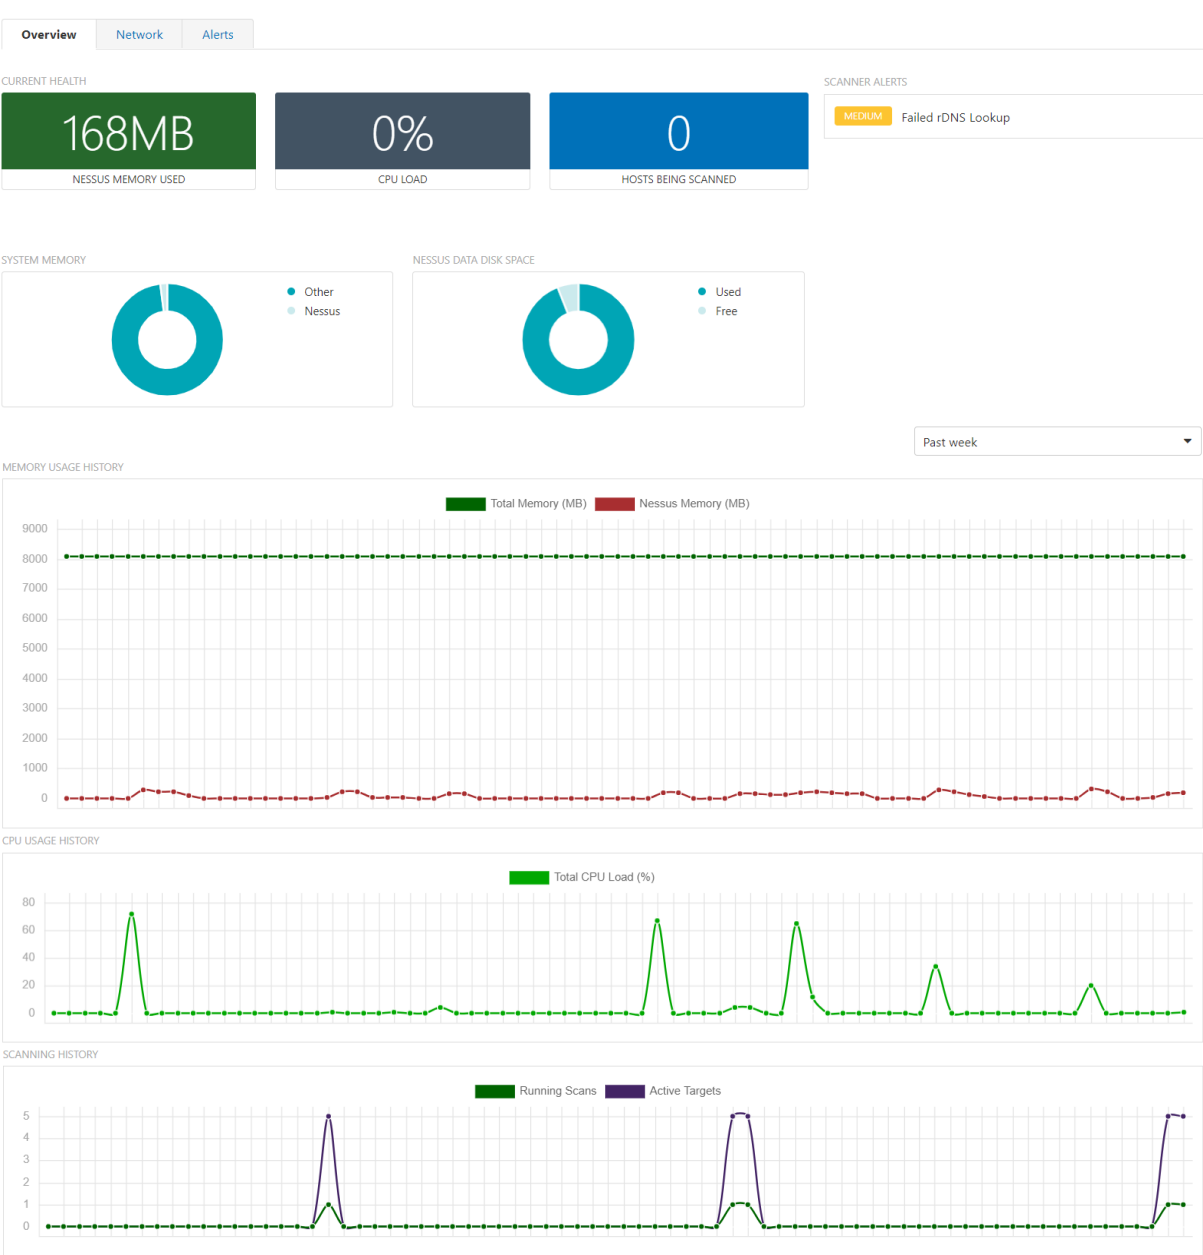 Overview Network Alerts
CURRENT HEALTH
168MB
NESSUS MEMORY USED
0%
CPU LOAD
0
HOSTS BEING SCANNED
SCANNER ALERTS
MEDIUM Failed rDNS Lookup
SYSTEM MEMORY
Other
Nessus
NESSUS DATA DISK SPACE
Used
Free
Past week
MEMORY USAGE HISTORY
Total Memory (MB) Nessus Memory (MB)
9000
8000
7000
6000
5000
4000
3000
2000
1000
0
CPU USAGE HISTORY
Total CPU Load (%)
80
60
40
20
0
SCANNING HISTORY
Running Scans Active Targets
5
4
3
2
1
0